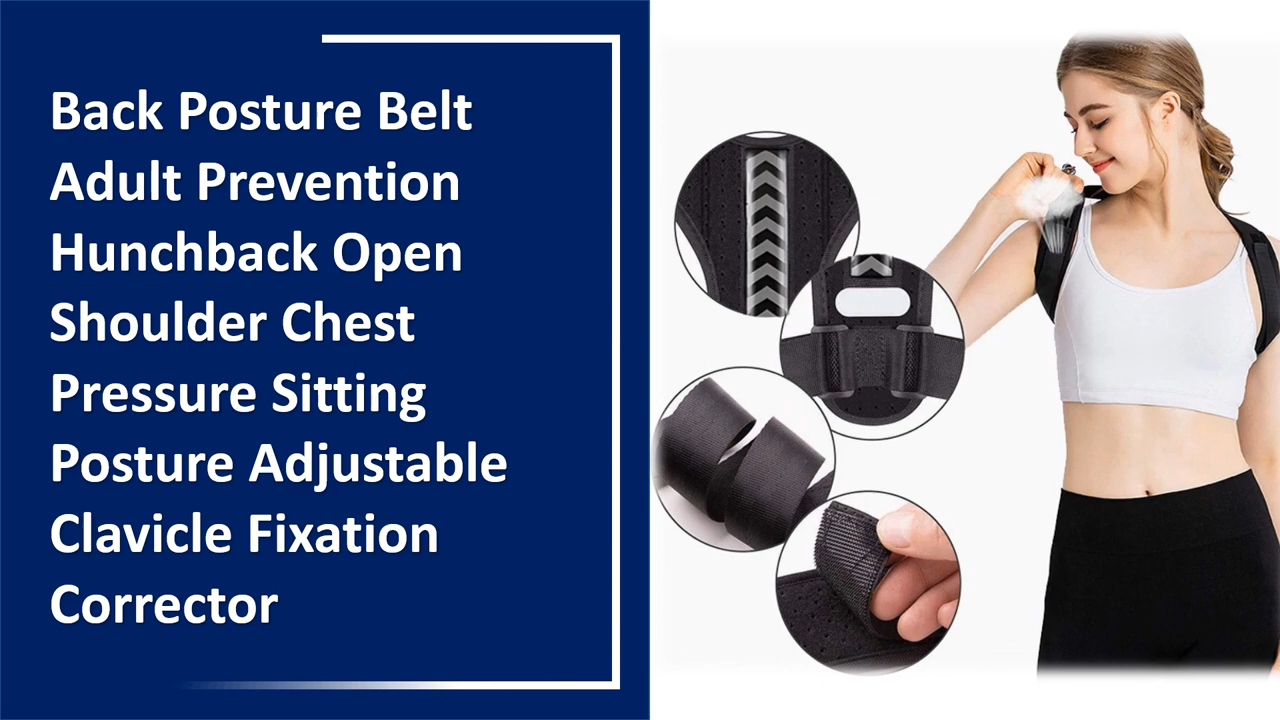 Back Posture Belt
Adult Prevention
Hunchback Open
Shoulder Chest
Pressure Sitting
Posture Adjustable
Clavicle Fixation
Corrector